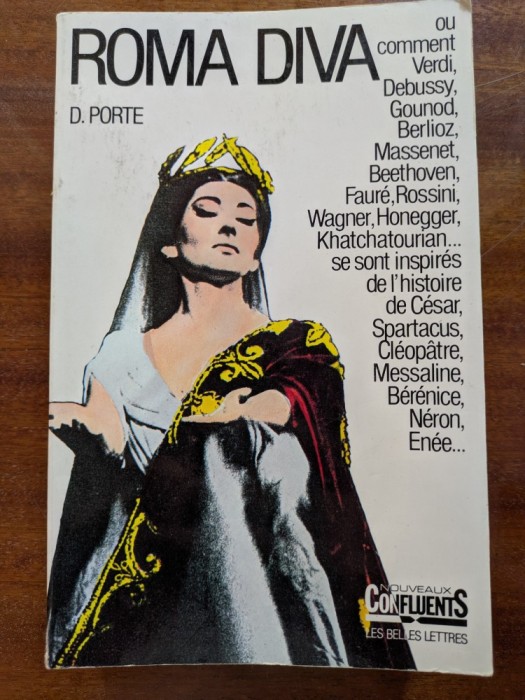 ROMA DIVA
D. PORTE
ou
comment
Verdi,
Debussy,
Gounod,
Berlioz,
Massenet,
Beethoven,
Fauré, Rossini,
Wagner, Honegger,
Khatchatourian...
se sont inspirés
de l'histoire
de César,
Spartacus,
Cléopâtre,
Messaline,
Bérénice,
Néron,
Enée...
NOUVEAUX
CONFLUENTS
LES BELLES LETTRES